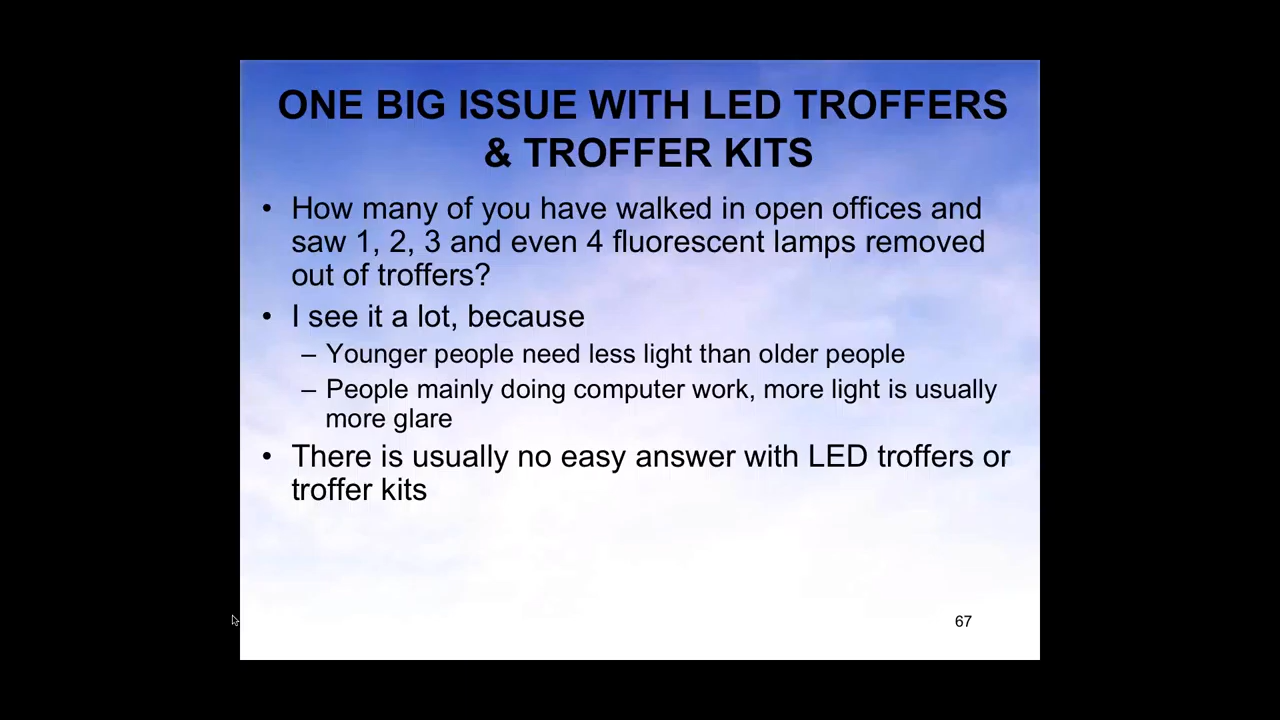 ONE BIG ISSUE WITH LED TROFFERS
& TROFFER KITS
• How many of you have walked in open offices and
saw 1, 2, 3 and even 4 fluorescent lamps removed
out of troffers?
• I see it a lot, because
– Younger people need less light than older people
– People mainly doing computer work, more light is usually
more glare
• There is usually no easy answer with LED troffers or
troffer kits
67